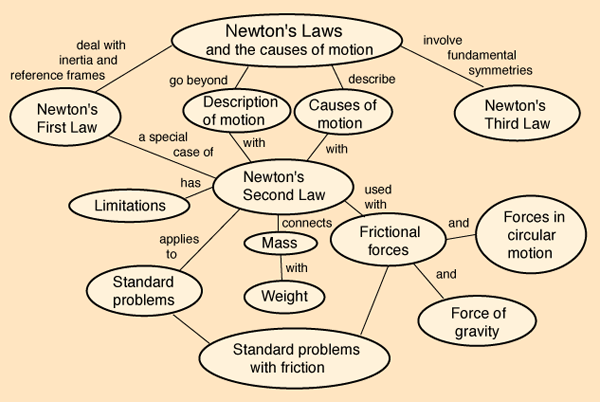 Newton's Laws
and the causes of motion
deal with
inertia and
reference frames
involve
fundamental
symmetries
go beyond
describe
Newton's
First Law
Description
of motion
Causes of
motion
Newton's
Third Law
a special
case of
with
with
has
Limitations
Newton's
Second Law
used
with
connects
applies
to
Mass
with
Weight
Frictional
forces
and
Forces in
circular
motion
and
Force of
gravity
Standard
problems
Standard problems
with friction